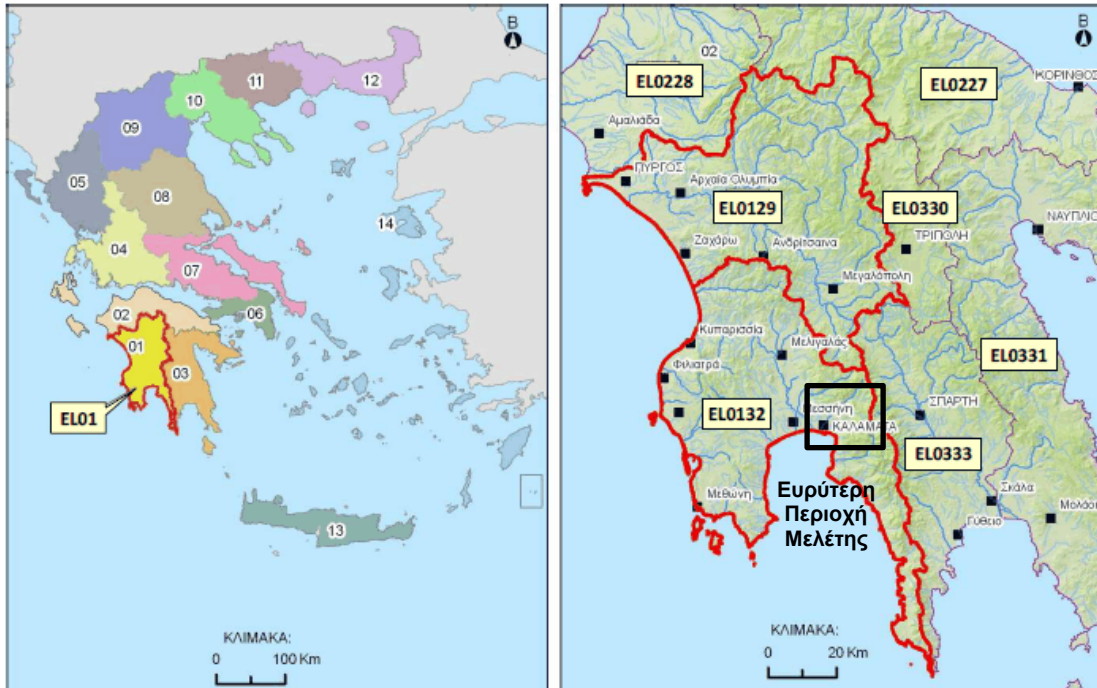 B
11
12
10
09
05
08
14
04
07
02
06
01
03
EL01
13
ΚΛΙΜΑΚΑ:
0 100 Km
B
02
EL0228
EL0227
ΚΟΡΙΝΘΟΣ
Αμαλιάδα
ΠΥΡΓΟΣ
Αρχαία Ολυμπία
EL0129
EL0330
ΝΑΥΠΛΙΟ
ΤΡΙΠΟΛΗ
Ζαχάρω
Ανδρίτσαινα
Μεγαλόπολη
Κυπαρισσία
Μελιγαλάς
EL0331
Φιλιατρά
EL0132
Μεσσήνη
ΚΑΛΑΜΑΤΑ
ΣΠΑΡΤΗ
EL0333
Μεθώνη
Ευρύτερη
Περιοχή
Μελέτης
Σκάλα
Γύθειο
ΚΛΙΜΑΚΑ:
0 20 Km